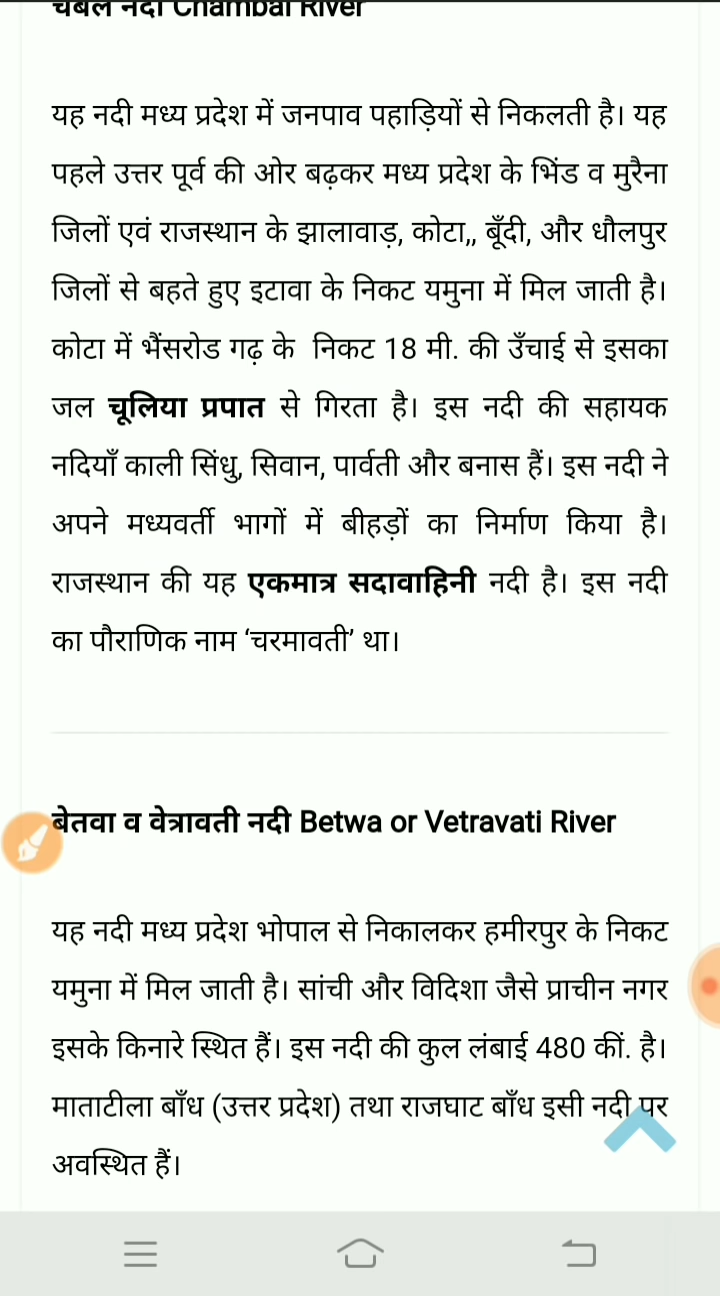 चंबल नदी Chambal River
यह नदी मध्य प्रदेश में जनपाव पहाड़ियों से निकलती है। यह
पहले उत्तर पूर्व की ओर बढ़कर मध्य प्रदेश के भिंड व मुरैना
जिलों एवं राजस्थान के झालावाड़, कोटा,, बूँदी, और धौलपुर
जिलों से बहते हुए इटावा के निकट यमुना में मिल जाती है।
कोटा में भैंसरोड गढ़ के निकट 18 मी. की उँचाई से इसका
जल चूलिया प्रपात से गिरता है। इस नदी की सहायक
नदियाँ काली सिंधु, सिवान, पार्वती और बनास हैं। इस नदी ने
अपने मध्यवर्ती भागों में बीहड़ों का निर्माण किया है।
राजस्थान की यह एकमात्र सदावाहिनी नदी है। इस नदी
का पौराणिक नाम ‘चरमावती’ था।
बेतवा व वेत्रावती नदी Betwa or Vetravati River
यह नदी मध्य प्रदेश भोपाल से निकालकर हमीरपुर के निकट
यमुना में मिल जाती है। सांची और विदिशा जैसे प्राचीन नगर
इसके किनारे स्थित हैं। इस नदी की कुल लंबाई 480 कीं. है।
माताटीला बाँध (उत्तर प्रदेश) तथा राजघाट बाँध इसी नदी पर
अवस्थित हैं।